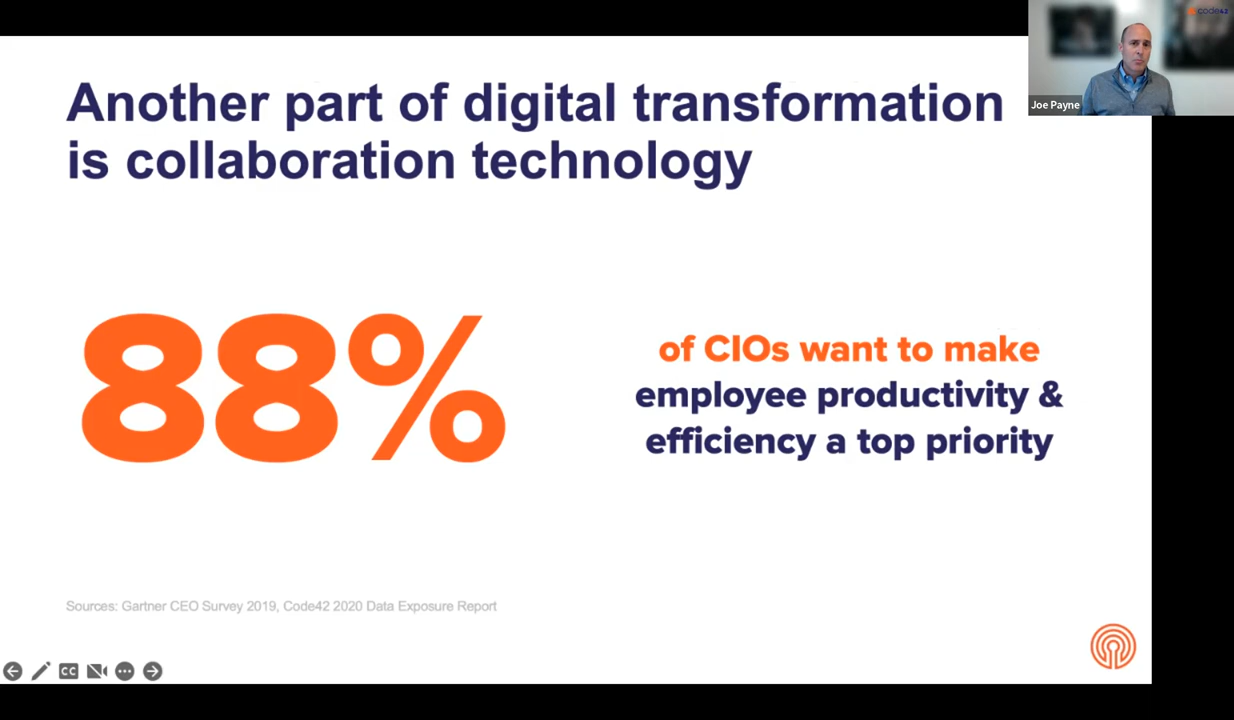 code42
Joe Payne
Another part of digital transformation
is collaboration technology
88%
of CIOs want to make
employee productivity &
efficiency a top priority
Sources: Gartner CEO Survey 2019, Code42 2020 Data Exposure Report
CC